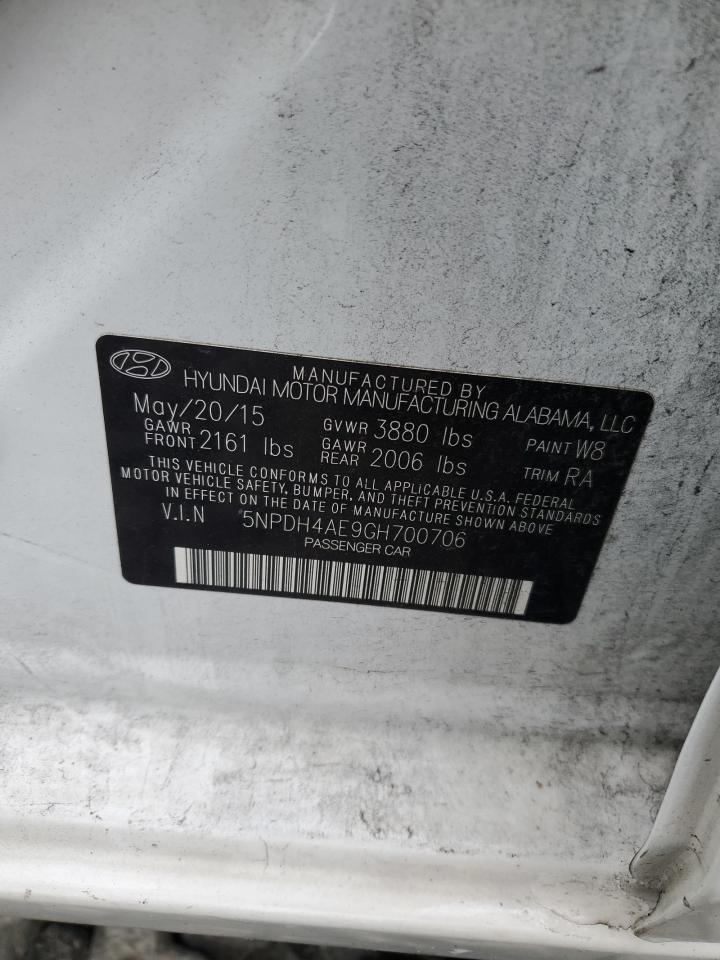 MANUFACTURED BY
HYUNDAI MOTOR MANUFACTURING ALABAMA, LLC
May/20/15 GVWR 3880 lbs PAINT W8
GAWR FRONT 2161 lbs GAWR REAR 2006 lbs TRIM RA
THIS VEHICLE CONFORMS TO ALL APPLICABLE U.S.A. FEDERAL
MOTOR VEHICLE SAFETY, BUMPER, AND THEFT PREVENTION STANDARDS
IN EFFECT ON THE DATE OF MANUFACTURE SHOWN ABOVE
V.I.N 5NPDH4AE9GH700706
PASSENGER CAR